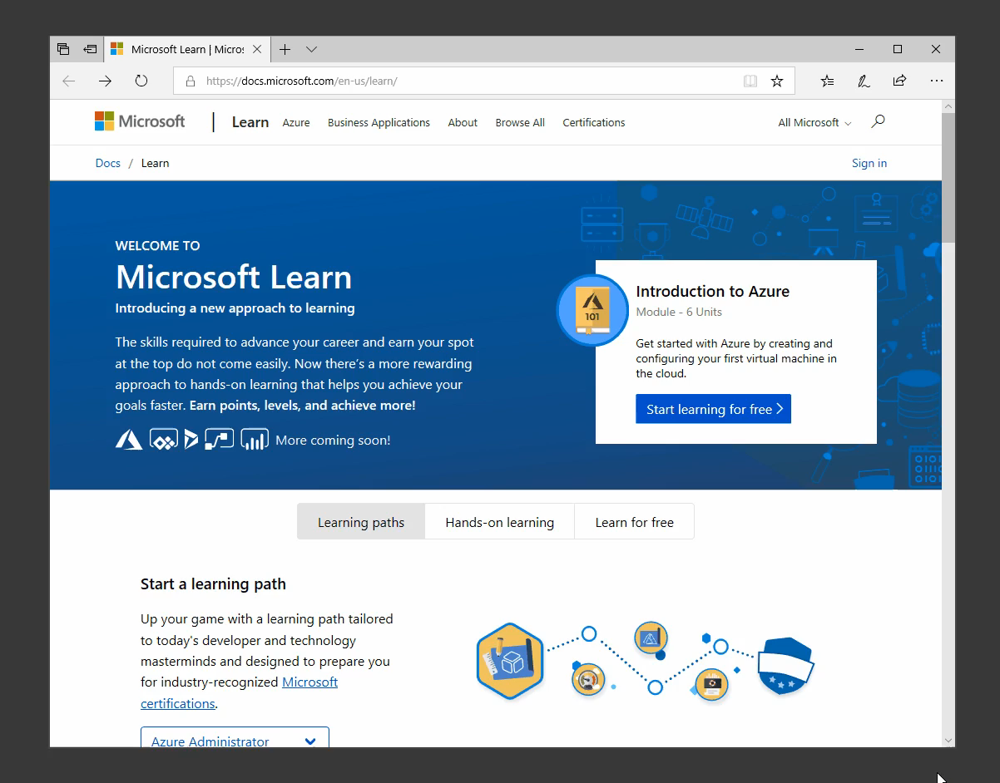 Microsoft Learn | Micros
https://docs.microsoft.com/en-us/learn/
Microsoft | Learn Azure Business Applications About Browse All Certifications All Microsoft
Docs / Learn Sign in
WELCOME TO
Microsoft Learn
Introducing a new approach to learning
The skills required to advance your career and earn your spot
at the top do not come easily. Now there’s a more rewarding
approach to hands-on learning that helps you achieve your
goals faster. Earn points, levels, and achieve more!
More coming soon!
101
Introduction to Azure
Module - 6 Units
Get started with Azure by creating and
configuring your first virtual machine in
the cloud.
Start learning for free
Learning paths Hands-on learning Learn for free
Start a learning path
Up your game with a learning path tailored
to today's developer and technology
masterminds and designed to prepare you
for industry-recognized Microsoft
certifications.
Azure Administrator